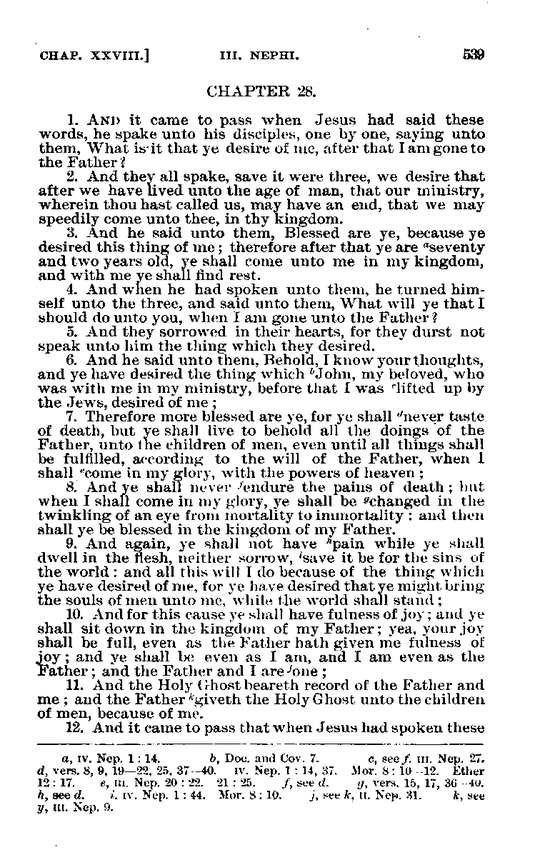 CHAP. XXVIII.] III. NEPHI. 539
CHAPTER 28.
1. AND it came to pass when Jesus had said these
words, he spake unto his disciples, one by one, saying unto
them, What is it that ye desire of me, after that I am gone to
the Father?
2. And they all spake, save it were three, we desire that
after we have lived unto the age of man, that our ministry,
wherein thou hast called us, may have an end, that we may
speedily come unto thee, in thy kingdom.
3. And he said unto them, Blessed are ye, because ye
desired this thing of me; therefore after that ye are ᵃseventy
and two years old, ye shall come unto me in my kingdom,
and with me ye shall find rest.
4. And when he had spoken unto them, he turned him-
self unto the three, and said unto them, What will ye that I
should do unto you, when I am gone unto the Father?
5. And they sorrowed in their hearts, for they durst not
speak unto him the thing which they desired.
6. And he said unto them, Behold, I know your thoughts,
and ye have desired the thing which ᵇJohn, my beloved, who
was with me in my ministry, before that I was ᶜlifted up by
the Jews, desired of me;
7. Therefore more blessed are ye, for ye shall ᵈnever taste
of death, but ye shall live to behold all the doings of the
Father, unto the children of men, even until all things shall
be fulfilled, according to the will of the Father, when I
shall ᵉcome in my glory, with the powers of heaven;
8. And ye shall never ᶠendure the pains of death; but
when I shall come in my glory, ye shall be ᵍchanged in the
twinkling of an eye from mortality to immortality: and then
shall ye be blessed in the kingdom of my Father.
9. And again, ye shall not have ʰpain while ye shall
dwell in the flesh, neither sorrow, ⁱsave it be for the sins of
the world: and all this will I do because of the thing which
ye have desired of me, for ye have desired that ye might bring
the souls of men unto me, while the world shall stand;
10. And for this cause ye shall have fulness of joy; and ye
shall sit down in the kingdom of my Father; yea, your joy
shall be full, even as the Father hath given me fulness of
joy; and ye shall be even as I am, and I am even as the
Father; and the Father and I are ʲone;
11. And the Holy Ghost beareth record of the Father and
me; and the Father ᵏgiveth the Holy Ghost unto the children
of men, because of me.
12. And it came to pass that when Jesus had spoken these
a, IV. Nep. 1:14. b, Doc. and Cov. 7. c, see f. III. Nep. 27.
d, vers. 8, 9, 19—22, 25, 37—40. IV. Nep. 1:14, 37. Mor. 8:10—12. Ether
12:17. e, III. Nep. 20:22. 21:25. f, see d. g, vers. 15, 17, 36—40.
h, see d. i, IV. Nep. 1:44. Mor. 8:10. j, see k, II. Nep. 31. k, see
y, III. Nep. 9.